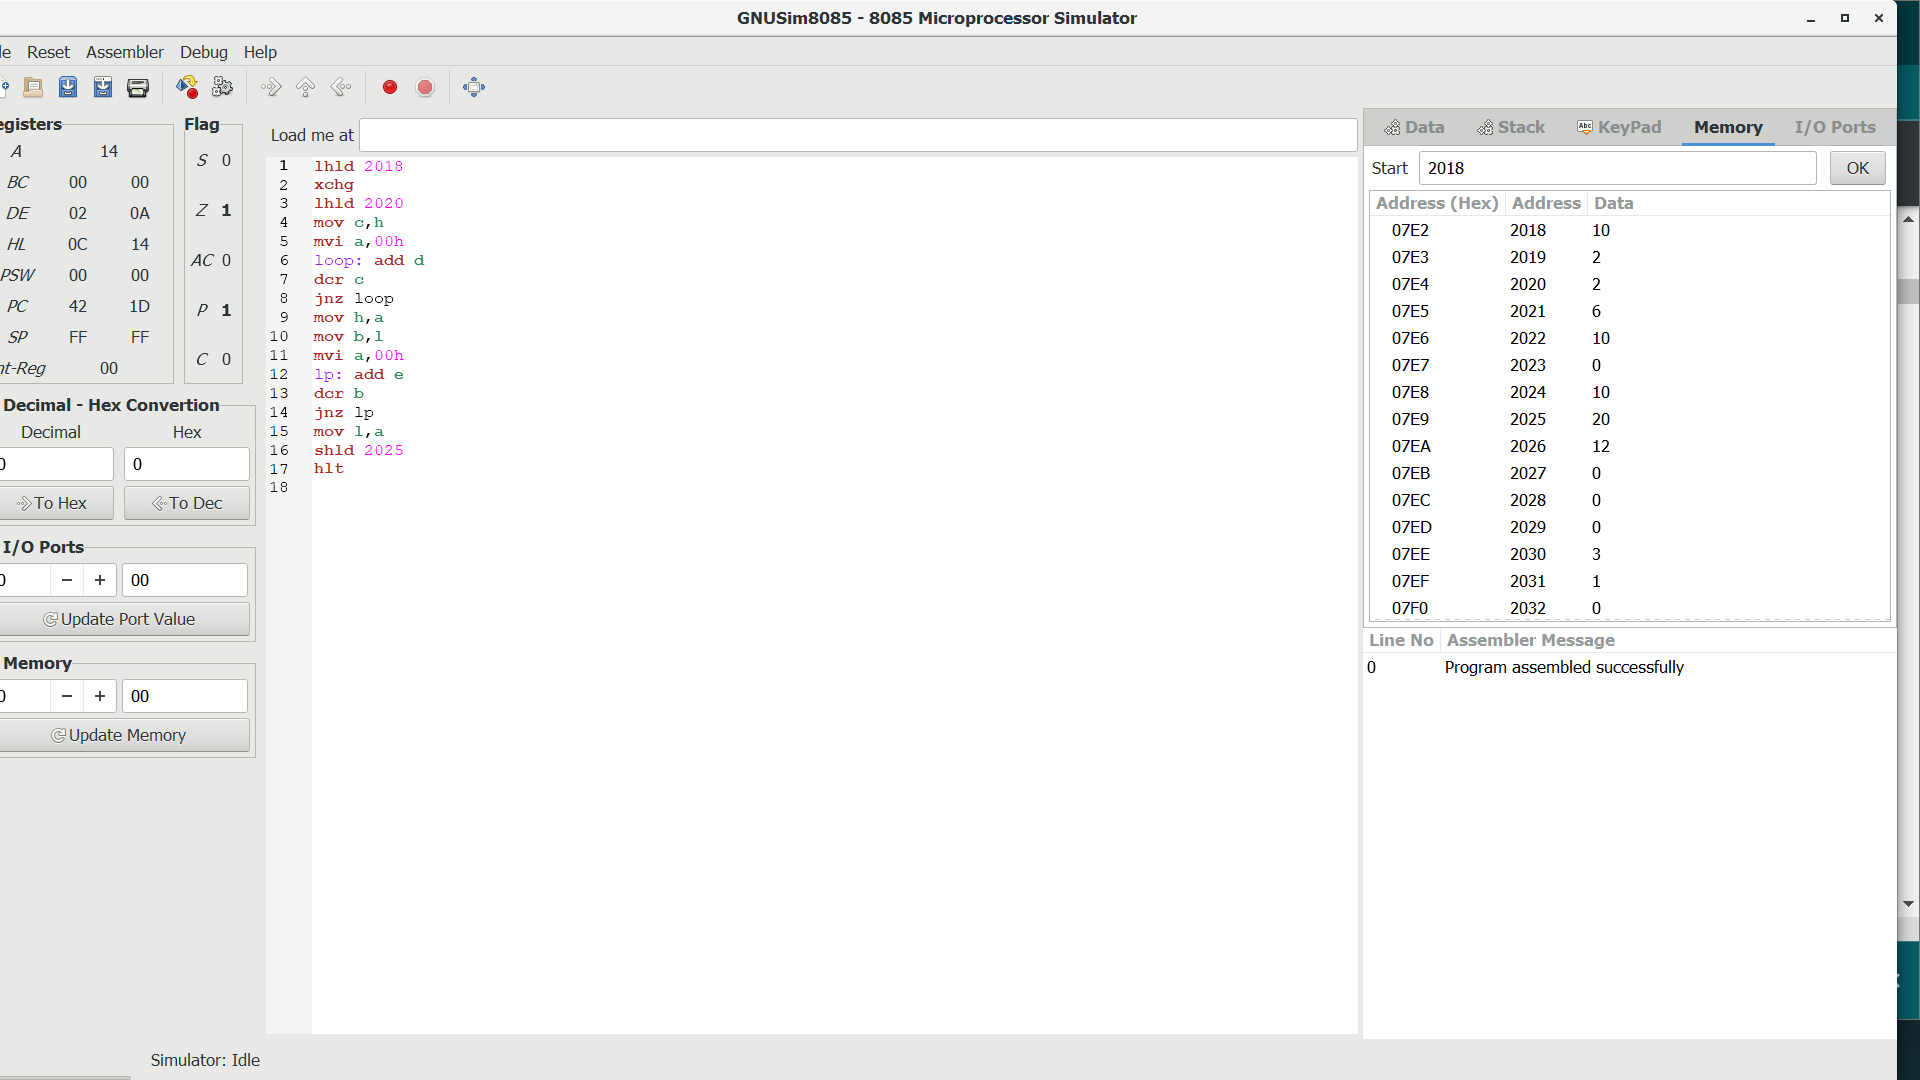 GNUSim8085 - 8085 Microprocessor Simulator
le Reset Assembler Debug Help
egisters
A 14
BC 00 00
DE 02 0A
HL 0C 14
PSW 00 00
PC 42 1D
SP FF FF
nt-Reg 00
Flag
S 0
Z 1
AC 0
P 1
C 0
Decimal - Hex Convertion
Decimal Hex
0 0
To Hex To Dec
I/O Ports
0 − + 00
Update Port Value
Memory
0 − + 00
Update Memory
Load me at
1 lhld 2018
2 xchg
3 lhld 2020
4 mov c,h
5 mvi a,00h
6 loop: add d
7 dcr c
8 jnz loop
9 mov h,a
10 mov b,l
11 mvi a,00h
12 lp: add e
13 dcr b
14 jnz lp
15 mov l,a
16 shld 2025
17 hlt
18
Data Stack Abc KeyPad Memory I/O Ports
Start 2018 OK
Address (Hex) Address Data
07E2 2018 10
07E3 2019 2
07E4 2020 2
07E5 2021 6
07E6 2022 10
07E7 2023 0
07E8 2024 10
07E9 2025 20
07EA 2026 12
07EB 2027 0
07EC 2028 0
07ED 2029 0
07EE 2030 3
07EF 2031 1
07F0 2032 0
Line No Assembler Message
0 Program assembled successfully
Simulator: Idle